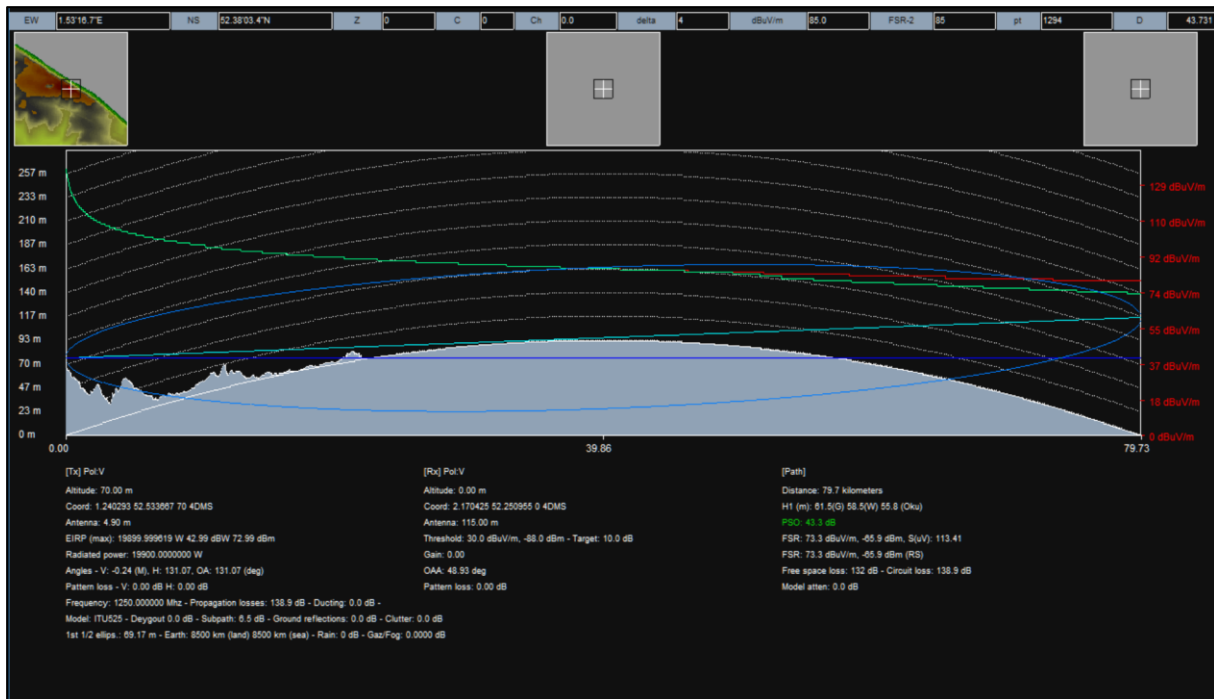 EW 1.53'16.7"E NS 52.38'03.4"N Z 0 C 0 Ch 0.0 delta 4 dBuV/m 85.0 FSR-2 85 pt 1294 D 43.731
257 m
233 m
210 m
187 m
163 m
140 m
117 m
93 m
70 m
47 m
23 m
0 m
129 dBuV/m
110 dBuV/m
92 dBuV/m
74 dBuV/m
55 dBuV/m
37 dBuV/m
18 dBuV/m
0 dBuV/m
0.00 39.86 79.73
[Tx] Pol:V
Altitude: 70.00 m
Coord: 1.240293 52.533667 70 4DMS
Antenna: 4.90 m
EIRP (max): 19899.999619 W 42.99 dBW 72.99 dBm
Radiated power: 19900.0000000 W
Angles - V: -0.24 (M), H: 131.07, OA: 131.07 (deg)
Pattern loss - V: 0.00 dB H: 0.00 dB
Frequency: 1250.000000 Mhz - Propagation losses: 138.9 dB - Ducting: 0.0 dB -
Model: ITU525 - Deygout 0.0 dB - Subpath: 6.5 dB - Ground reflections: 0.0 dB - Clutter: 0.0 dB
1st 1/2 ellips.: 69.17 m - Earth: 8500 km (land) 8500 km (sea) - Rain: 0 dB - Gaz/Fog: 0.0000 dB
[Rx] Pol:V
Altitude: 0.00 m
Coord: 2.170425 52.250955 0 4DMS
Antenna: 115.00 m
Threshold: 30.0 dBuV/m, -88.0 dBm - Target: 10.0 dB
Gain: 0.00
OAA: 48.93 deg
Pattern loss: 0.00 dB
[Path]
Distance: 79.7 kilometers
H1 (m): 61.5(G) 58.5(W) 55.8 (Oku)
PSO: 43.3 dB
FSR: 73.3 dBuV/m, -65.9 dBm, S(uV): 113.41
FSR: 73.3 dBuV/m, -65.9 dBm (RS)
Free space loss: 132 dB - Circuit loss: 138.9 dB
Model atten: 0.0 dB